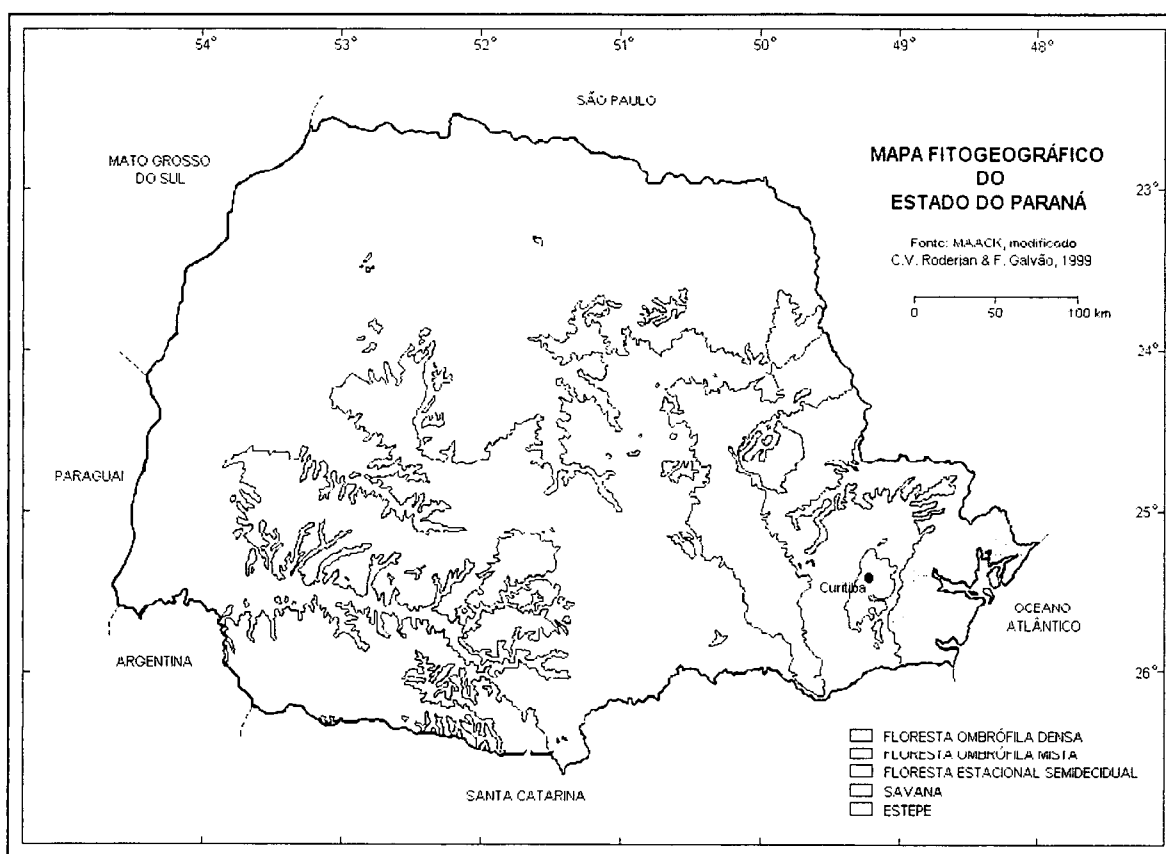 54° 53° 52° 51° 50° 49° 48°
SÃO PAULO
MATO GROSSO
DO SUL
MAPA FITOGEOGRÁFICO
DO
ESTADO DO PARANÁ
23°
Fonte: MAACK, modificado
C.V. Roderjan & F. Galvão, 1999
0 50 100 km
24°
PARAGUAI
25°
Curitiba
OCEANO
ATLÂNTICO
ARGENTINA
26°
FLORESTA OMBRÓFILA DENSA
FLORESTA OMBRÓFILA MISTA
FLORESTA ESTACIONAL SEMIDECIDUAL
SAVANA
ESTEPE
SANTA CATARINA